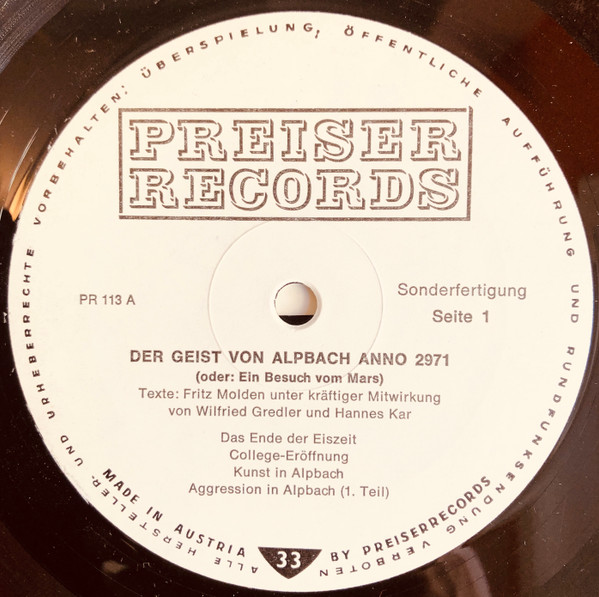 ALLE HERSTELLER- UND URHEBERRECHTE VORBEHALTEN: ÜBERSPIELUNG, ÖFFENTLICHE AUFFÜHRUNG UND RUNDFUNKSENDUNG VERBOTEN
PREISER
RECORDS
PR 113 A
Sonderfertigung
Seite 1
DER GEIST VON ALPBACH ANNO 2971
(oder: Ein Besuch vom Mars)
Texte: Fritz Molden unter kräftiger Mitwirkung
von Wilfried Gredler und Hannes Kar
Das Ende der Eiszeit
College-Eröffnung
Kunst in Alpbach
Aggression in Alpbach (1. Teil)
MADE IN AUSTRIA
33
BY PREISERRECORDS